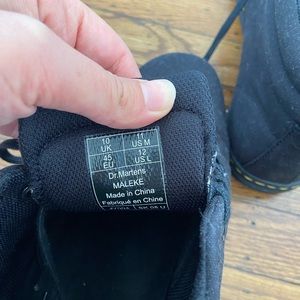 10 11
UK US M
45 12
EU US L
Dr.Martens
MALEKE
Made in China
Fabriqué en Chine